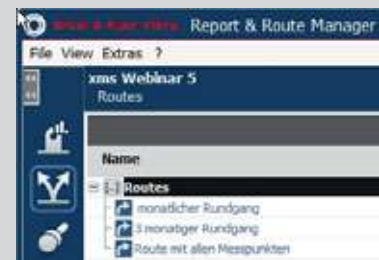 Report & Route Manager
File View Extras ?
xms Webinar 5
Routes
Name
Routes
monatlicher Rundgang
3 monatiger Rundgang
Route mit allen Messpunkten